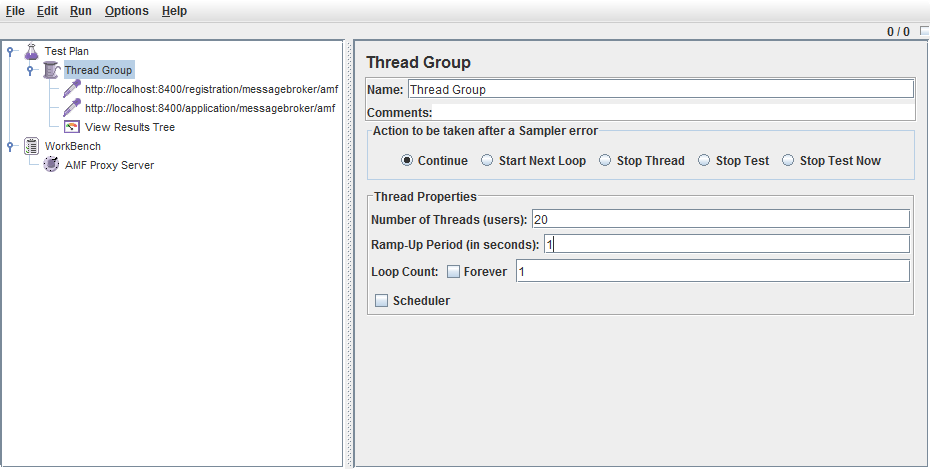 File Edit Run Options Help
0 / 0
Test Plan
Thread Group
http://localhost:8400/registration/messagebroker/amf
http://localhost:8400/application/messagebroker/amf
View Results Tree
WorkBench
AMF Proxy Server
Thread Group
Name: Thread Group
Comments:
Action to be taken after a Sampler error
Continue Start Next Loop Stop Thread Stop Test Stop Test Now
Thread Properties
Number of Threads (users): 20
Ramp-Up Period (in seconds): 1
Loop Count: Forever 1
Scheduler